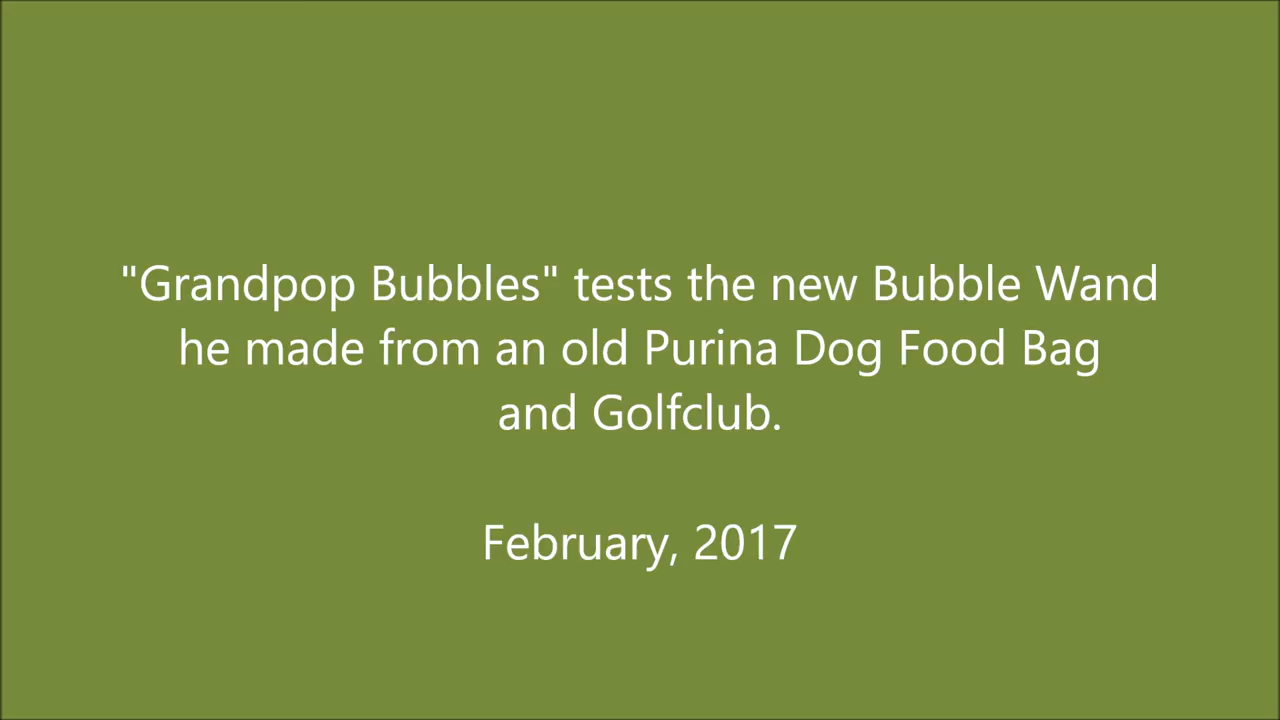 "Grandpop Bubbles" tests the new Bubble Wand
he made from an old Purina Dog Food Bag
and Golfclub.
February, 2017